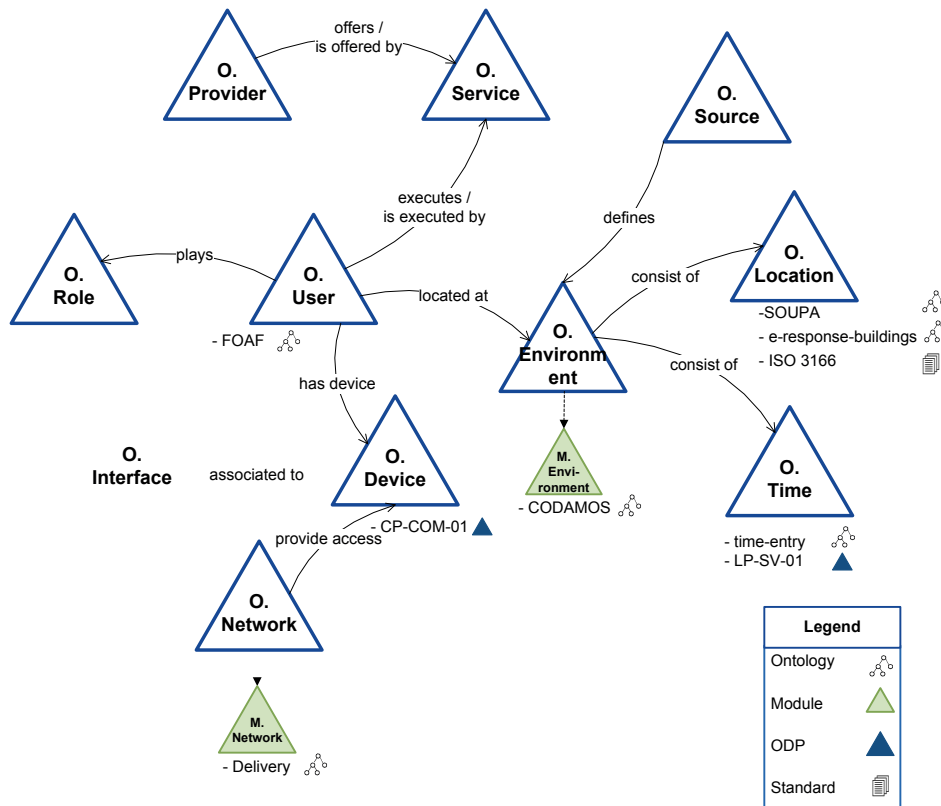 offers /
is offered by
O.
Provider
O.
Service
O.
Source
executes /
is executed by
defines
plays
O.
Role
O.
User
- FOAF
located at
consist of
O.
Location
-SOUPA
- e-response-buildings
- ISO 3166
O.
Environm
ent
consist of
has device
M.
Envi-
ronment
- CODAMOS
O.
Time
- time-entry
- LP-SV-01
O.
Interface
associated to
O.
Device
- CP-COM-01
provide access
O.
Network
M.
Network
- Delivery
Legend
Ontology
Module
ODP
Standard